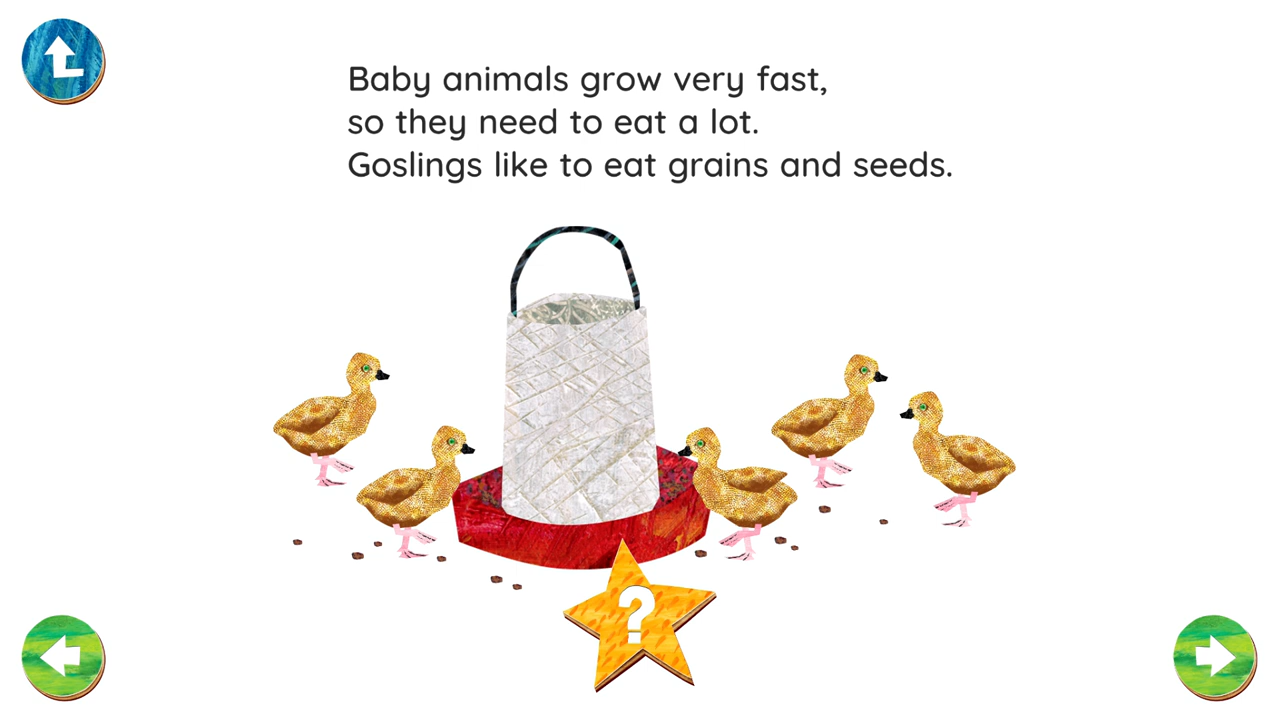 Baby animals grow very fast,
so they need to eat a lot.
Goslings like to eat grains and seeds.
?